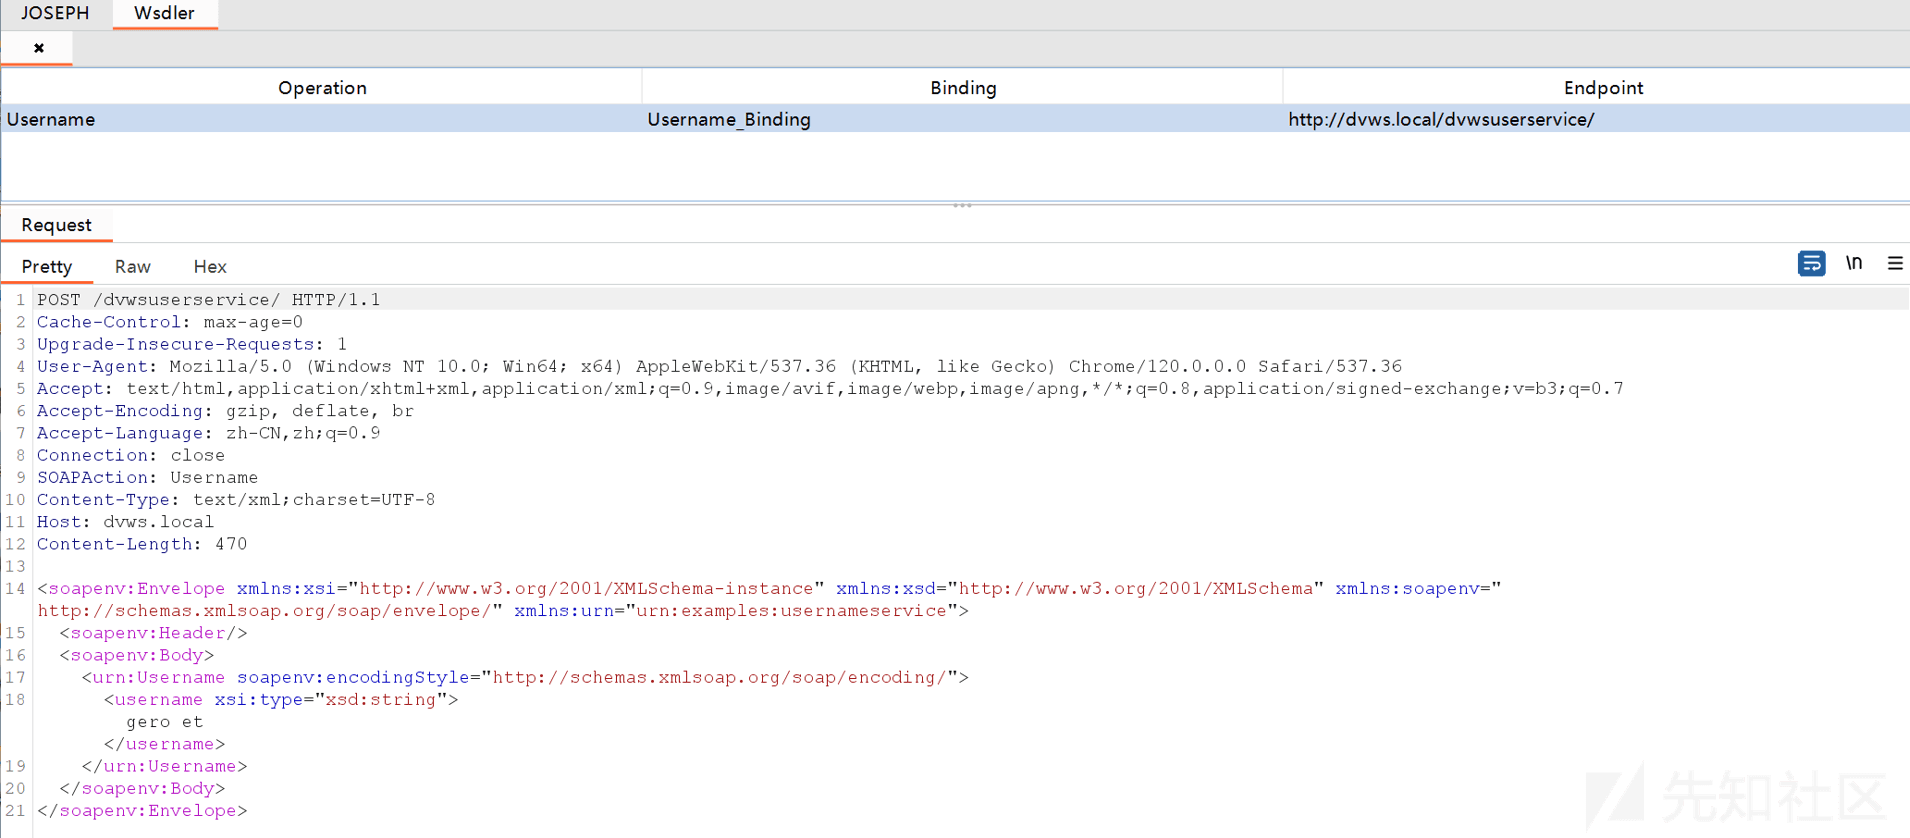 JOSEPH Wsdler
×
Operation Binding Endpoint
Username Username_Binding http://dvws.local/dvwsuserservice/
Request
Pretty Raw Hex \n
1 POST /dvwsuserservice/ HTTP/1.1
2 Cache-Control: max-age=0
3 Upgrade-Insecure-Requests: 1
4 User-Agent: Mozilla/5.0 (Windows NT 10.0; Win64; x64) AppleWebKit/537.36 (KHTML, like Gecko) Chrome/120.0.0.0 Safari/537.36
5 Accept: text/html,application/xhtml+xml,application/xml;q=0.9,image/avif,image/webp,image/apng,*/*;q=0.8,application/signed-exchange;v=b3;q=0.7
6 Accept-Encoding: gzip, deflate, br
7 Accept-Language: zh-CN,zh;q=0.9
8 Connection: close
9 SOAPAction: Username
10 Content-Type: text/xml;charset=UTF-8
11 Host: dvws.local
12 Content-Length: 470
13
14 <soapenv:Envelope xmlns:xsi="http://www.w3.org/2001/XMLSchema-instance" xmlns:xsd="http://www.w3.org/2001/XMLSchema" xmlns:soapenv="
http://schemas.xmlsoap.org/soap/envelope/" xmlns:urn="urn:examples:usernameservice">
15 <soapenv:Header/>
16 <soapenv:Body>
17 <urn:Username soapenv:encodingStyle="http://schemas.xmlsoap.org/soap/encoding/">
18 <username xsi:type="xsd:string">
gero et
</username>
19 </urn:Username>
20 </soapenv:Body>
21 </soapenv:Envelope>
先知社区